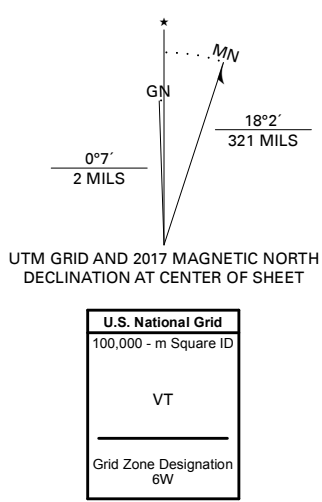 ★
MN
GN
18°2´
321 MILS
0°7´
2 MILS
UTM GRID AND 2017 MAGNETIC NORTH
DECLINATION AT CENTER OF SHEET
U.S. National Grid
100,000 - m Square ID
VT
Grid Zone Designation
6W